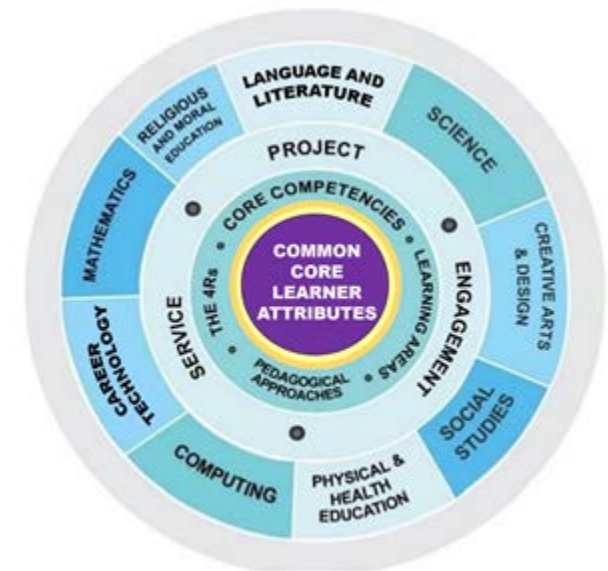 LANGUAGE AND
LITERATURE
SCIENCE
CREATIVE ARTS
& DESIGN
SOCIAL
STUDIES
PHYSICAL &
HEALTH
EDUCATION
COMPUTING
CAREER
TECHNOLOGY
MATHEMATICS
RELIGIOUS
AND MORAL
EDUCATION
PROJECT
ENGAGEMENT
SERVICE
CORE COMPETENCIES
LEARNING AREAS
PEDAGOGICAL
APPROACHES
THE 4Rs
COMMON
CORE
LEARNER
ATTRIBUTES